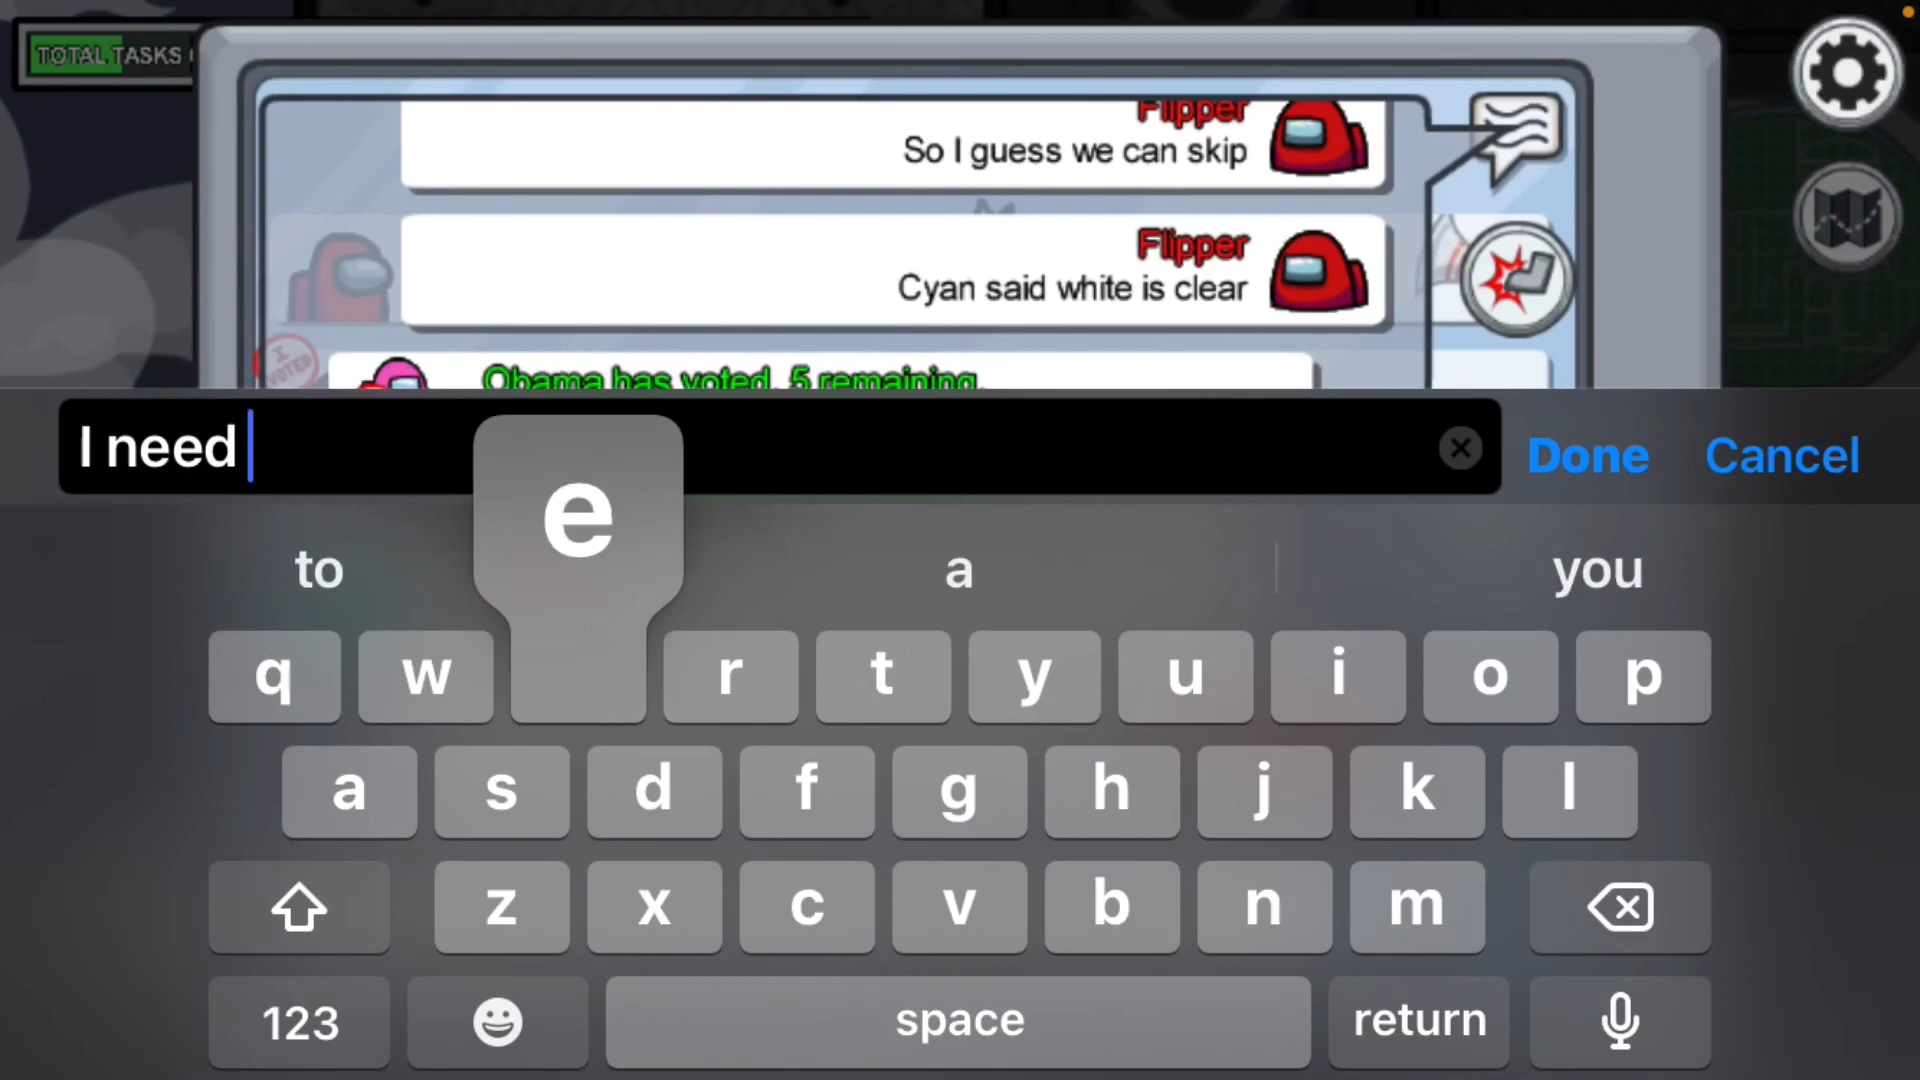 TOTAL TASKS
Flipper
So I guess we can skip
Flipper
Cyan said white is clear
I VOTED
Obama has voted. 5 remaining.
I need
Done
Cancel
e
to
a
you
q w r t y u i o p
a s d f g h j k l
z x c v b n m
123
space
return